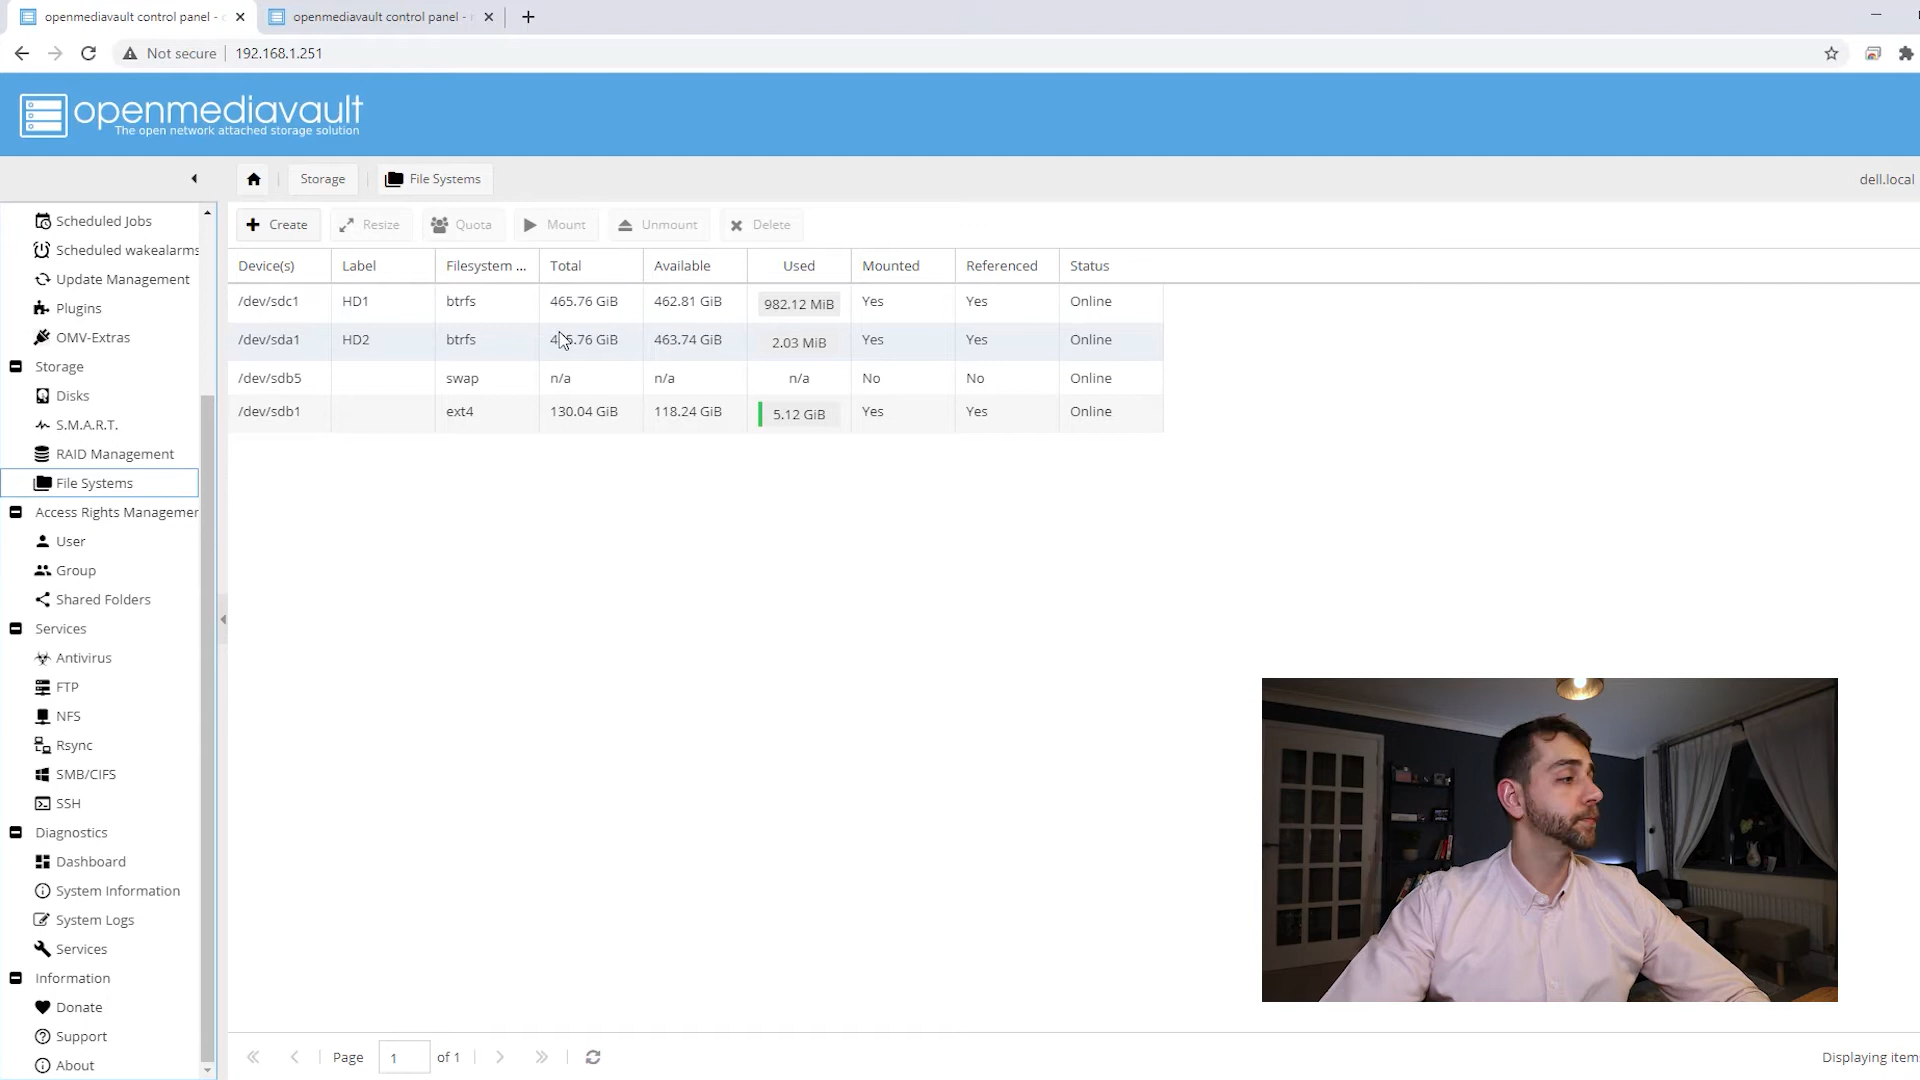 openmediavault control panel -
openmediavault control panel -
Not secure
192.168.1.251
openmediavault
The open network attached storage solution
Storage
File Systems
dell.local
Scheduled Jobs
Scheduled wakealarms
Update Management
Plugins
OMV-Extras
Storage
Disks
S.M.A.R.T.
RAID Management
File Systems
Access Rights Managemen
User
Group
Shared Folders
Services
Antivirus
FTP
NFS
Rsync
SMB/CIFS
SSH
Diagnostics
Dashboard
System Information
System Logs
Services
Information
Donate
Support
About
Create Resize Quota Mount Unmount Delete
Device(s) Label Filesystem ... Total Available Used Mounted Referenced Status
/dev/sdc1 HD1 btrfs 465.76 GiB 462.81 GiB 982.12 MiB Yes Yes Online
/dev/sda1 HD2 btrfs GiB 463.74 GiB 2.03 MiB Yes Yes Online
/dev/sdb5 swap n/a n/a n/a No No Online
/dev/sdb1 ext4 130.04 GiB 118.24 GiB 5.12 GiB Yes Yes Online
Page 1 of 1
Displaying item